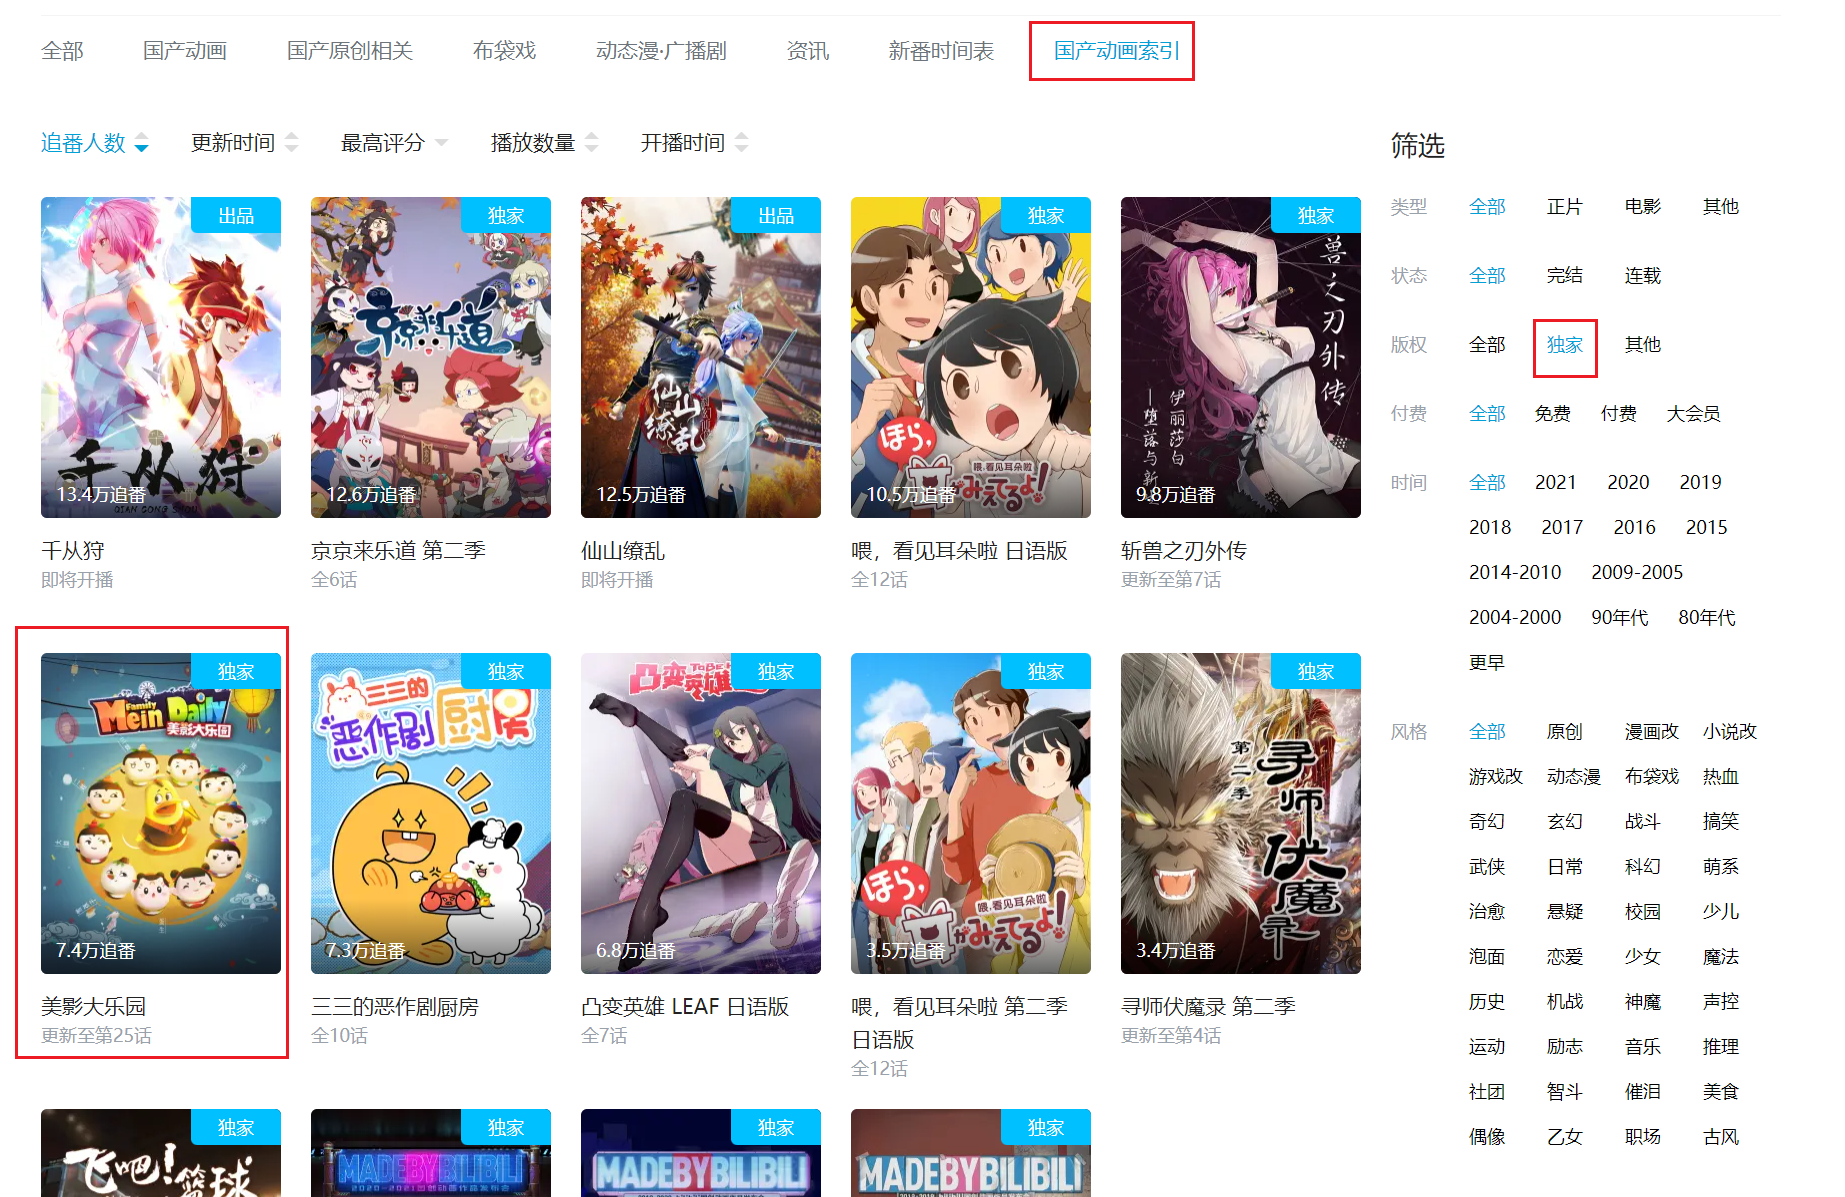 全部 国产动画 国产原创相关 布袋戏 动态漫·广播剧 资讯 新番时间表 国产动画索引
追番人数 更新时间 最高评分 播放数量 开播时间
筛选
类型 全部 正片 电影 其他
状态 全部 完结 连载
版权 全部 独家 其他
付费 全部 免费 付费 大会员
时间 全部 2021 2020 2019
2018 2017 2016 2015
2014-2010 2009-2005
2004-2000 90年代 80年代
更早
风格 全部 原创 漫画改 小说改
游戏改 动态漫 布袋戏 热血
奇幻 玄幻 战斗 搞笑
武侠 日常 科幻 萌系
治愈 悬疑 校园 少儿
泡面 恋爱 少女 魔法
历史 机战 神魔 声控
运动 励志 音乐 推理
社团 智斗 催泪 美食
偶像 乙女 职场 古风
出品
千从狩
QIAN CONG SHOU
13.4万追番
千从狩
即将开播
独家
京京来乐道
12.6万追番
京京来乐道 第二季
全6话
出品
仙山缭乱
12.5万追番
仙山缭乱
即将开播
独家
ほら,
喂,看见耳朵啦
みえてるよ!
10.5万追番
喂，看见耳朵啦 日语版
全12话
独家
兽之刃外传
伊丽莎白
堕落与新
9.8万追番
斩兽之刃外传
更新至第7话
独家
Family
Mein Daily
美影大乐园
7.4万追番
美影大乐园
更新至第25话
独家
三三的
恶作剧厨房
7.3万追番
三三的恶作剧厨房
全10话
独家
凸变英雄
6.8万追番
凸变英雄 LEAF 日语版
全7话
独家
ほら,
喂,看见耳朵啦
がみえてるよ!
3.5万追番
喂，看见耳朵啦 第二季
日语版
全12话
独家
寻师伏魔录
第二季
3.4万追番
寻师伏魔录 第二季
更新至第4话
独家
飞吧!篮球
独家
MADEBYBILIBILI
独家
MADEBYBILIBILI
独家
MADEBYBILIBILI